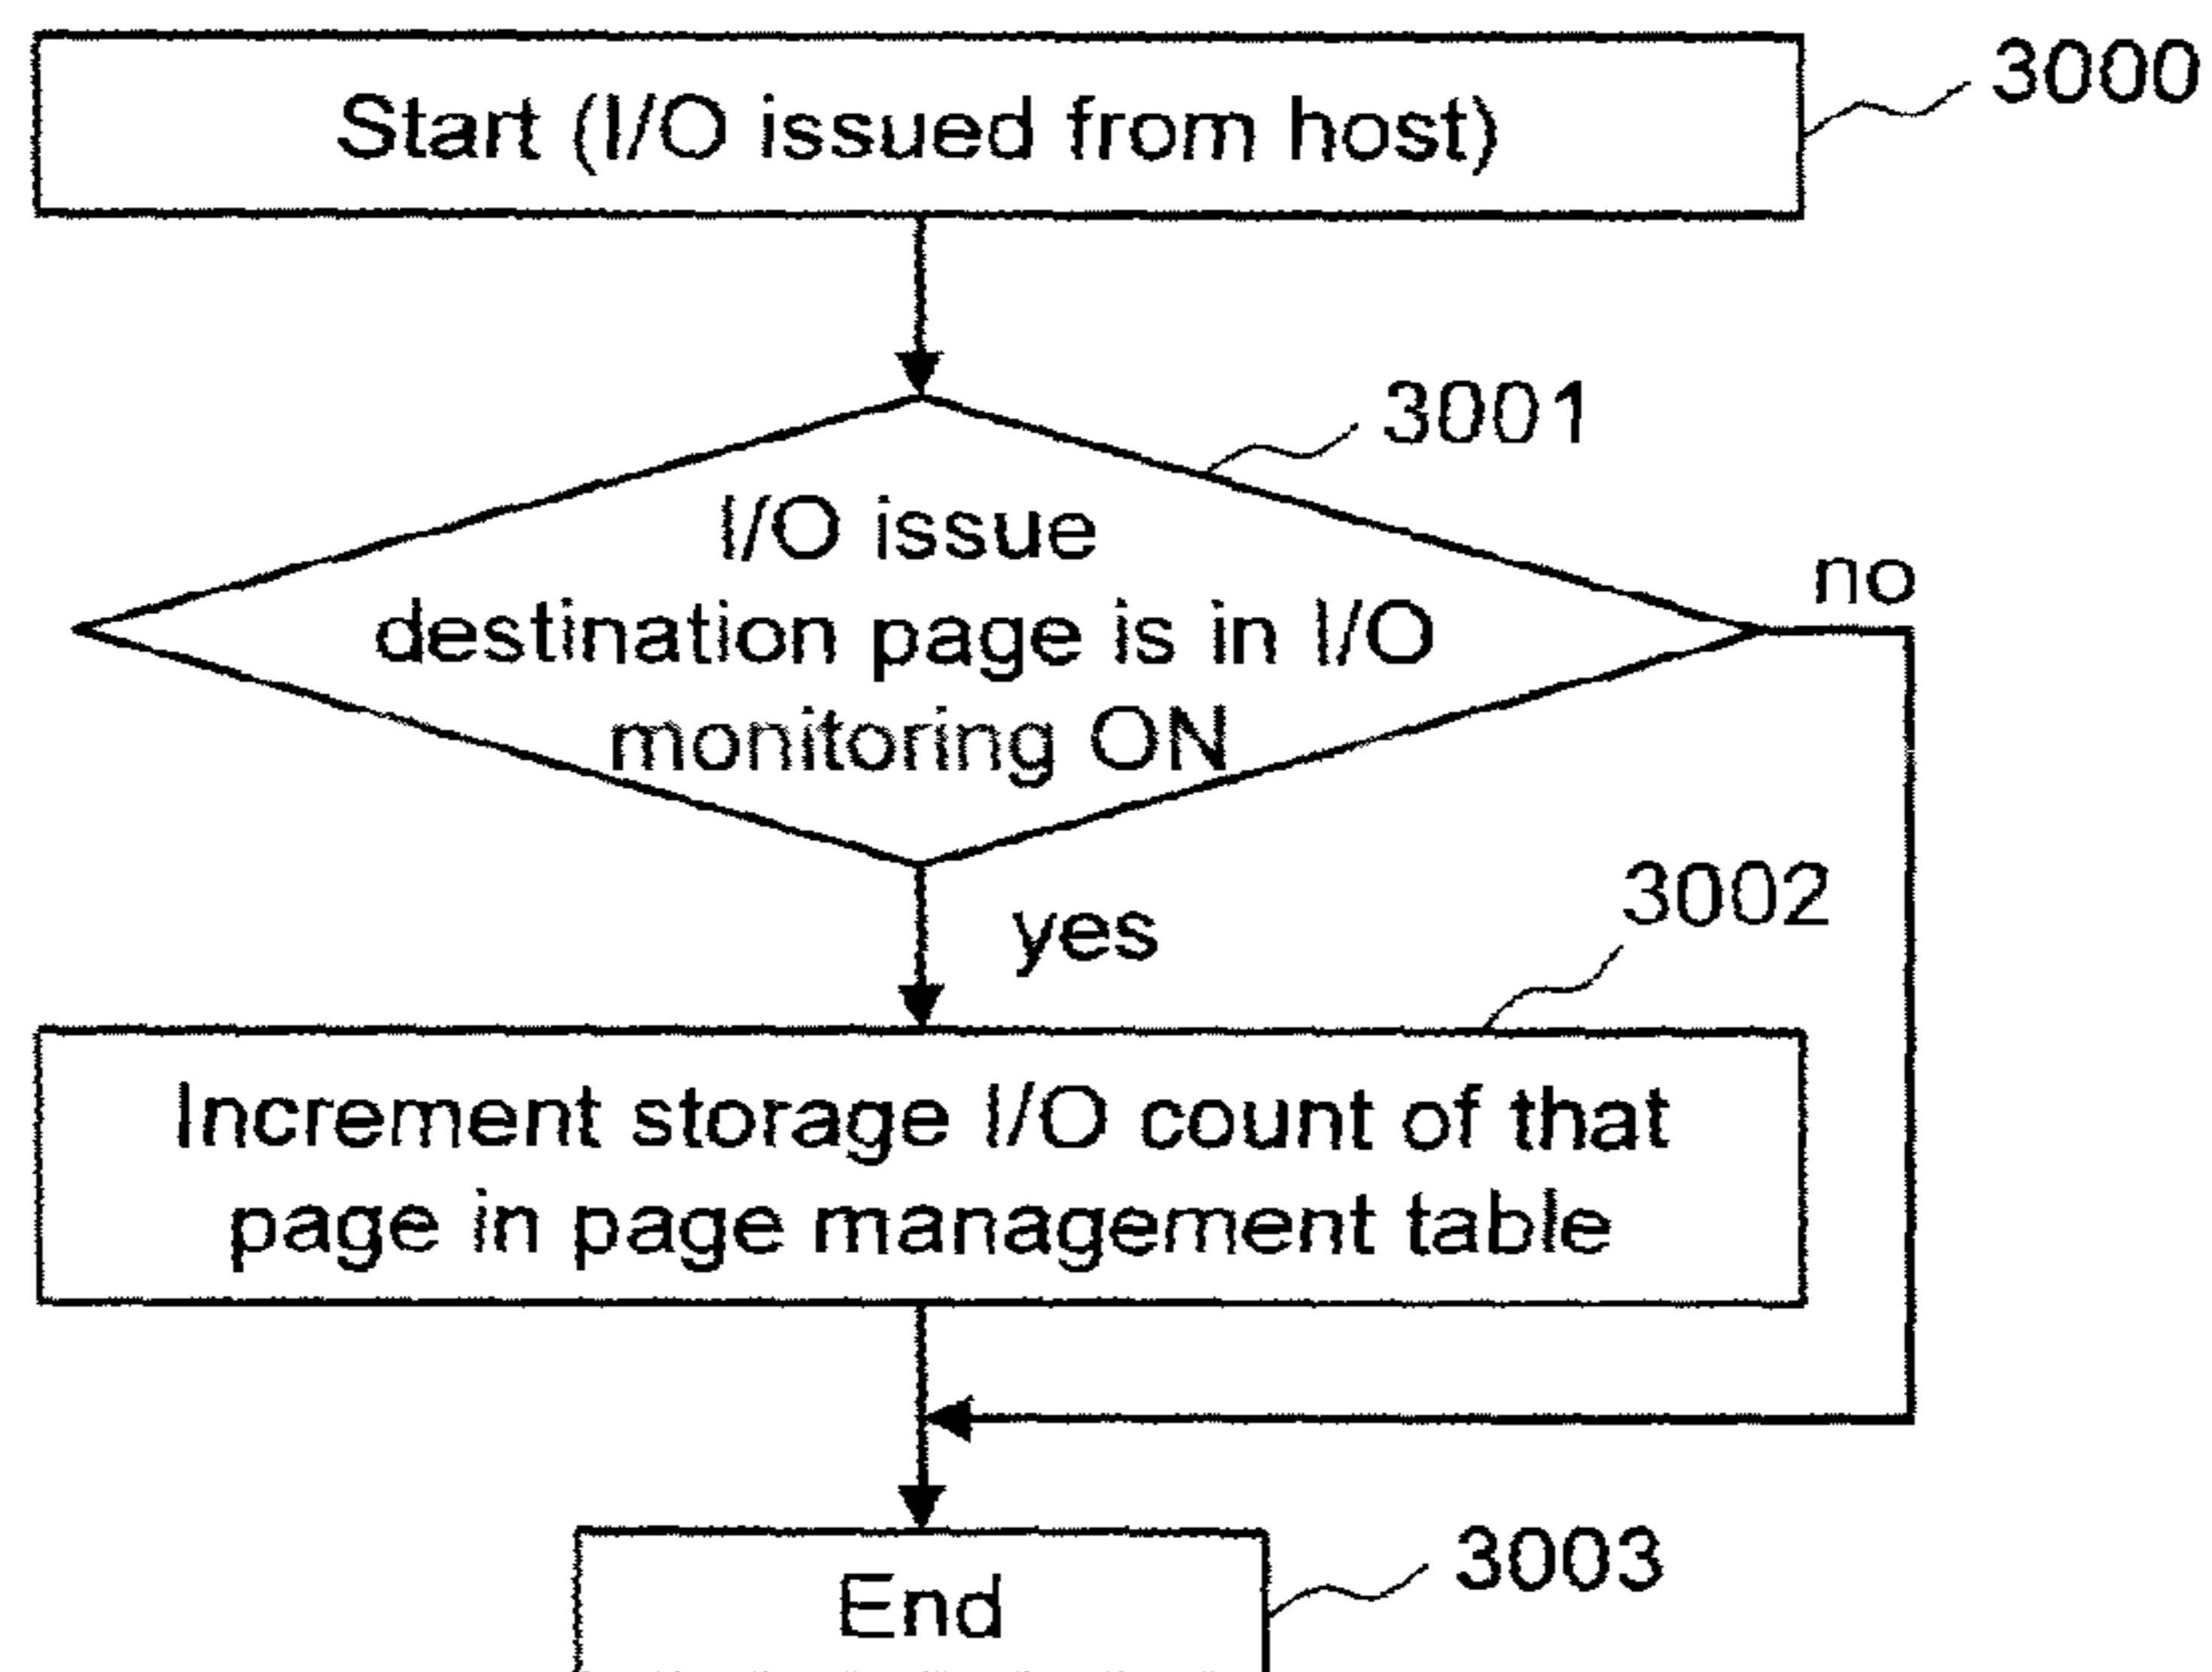 Start (I/O issued from host)
3000
3001
I/O issue
destination page is in I/O
monitoring ON
no
yes
3002
Increment storage I/O count of that
page in page management table
End
3003